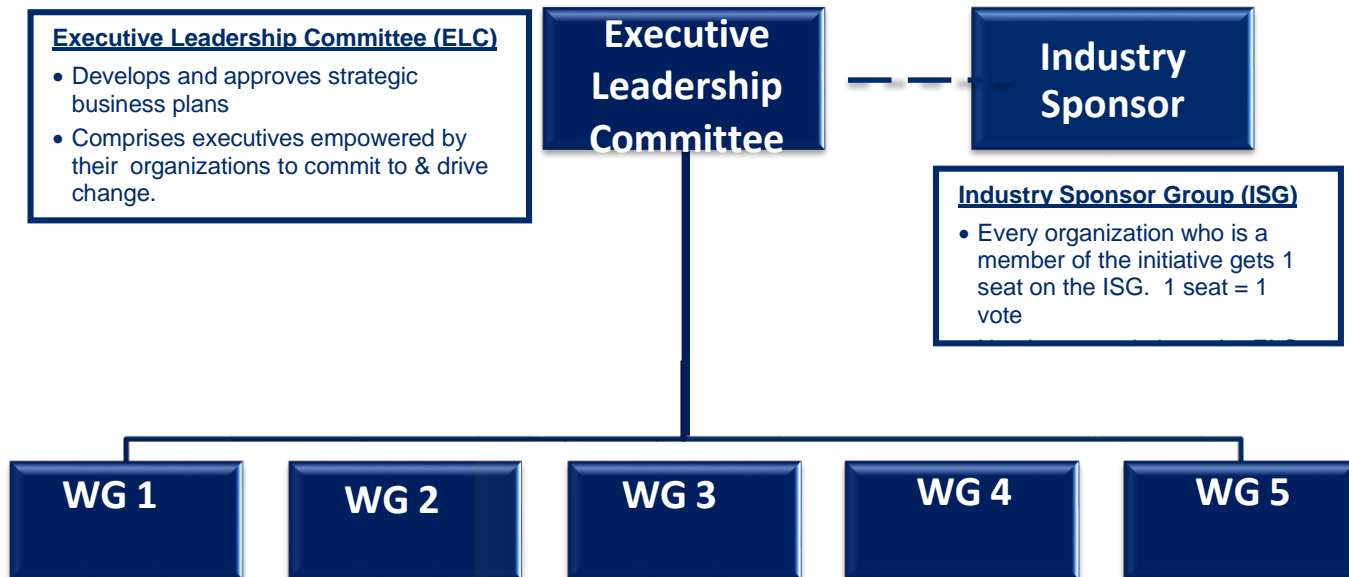 Executive Leadership Committee (ELC)
• Develops and approves strategic
business plans
• Comprises executives empowered by
their organizations to commit to & drive
change.
Executive
Leadership
Committee
Industry
Sponsor
Industry Sponsor Group (ISG)
• Every organization who is a
member of the initiative gets 1
seat on the ISG. 1 seat = 1
vote
WG 1
WG 2
WG 3
WG 4
WG 5